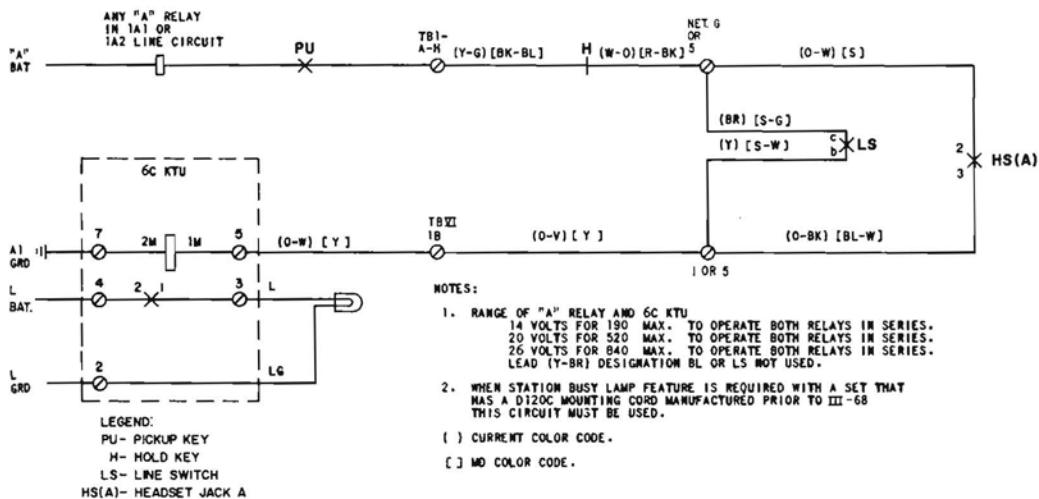 ANY "A" RELAY
IN 1A1 OR
1A2 LINE CIRCUIT
"A"
BAT
PU
TB1-
A-H
(Y-G) [BK-BL]
H
(W-O) [R-BK]
NET. G
OR
5
(O-W) [S]
(BR) [S-G]
(Y) [S-W]
c
b
LS
2
3
HS(A)
6C KTU
7
2M
1M
5
(O-W) [Y]
TB VI
1B
(O-V) [Y]
(O-BK) [BL-W]
1 OR 5
A1
GRD
L
BAT.
4
2
1
3
L
2
LG
L
GRD
NOTES:
1. RANGE OF "A" RELAY AND 6C KTU
14 VOLTS FOR 190 MAX. TO OPERATE BOTH RELAYS IN SERIES.
20 VOLTS FOR 520 MAX. TO OPERATE BOTH RELAYS IN SERIES.
26 VOLTS FOR 840 MAX. TO OPERATE BOTH RELAYS IN SERIES.
LEAD (Y-BR) DESIGNATION BL OR LS NOT USED.
2. WHEN STATION BUSY LAMP FEATURE IS REQUIRED WITH A SET THAT
HAS A D120C MOUNTING CORD MANUFACTURED PRIOR TO III-68
THIS CIRCUIT MUST BE USED.
( ) CURRENT COLOR CODE.
[ ] MD COLOR CODE.
LEGEND:
PU- PICKUP KEY
H- HOLD KEY
LS- LINE SWITCH
HS(A)- HEADSET JACK A